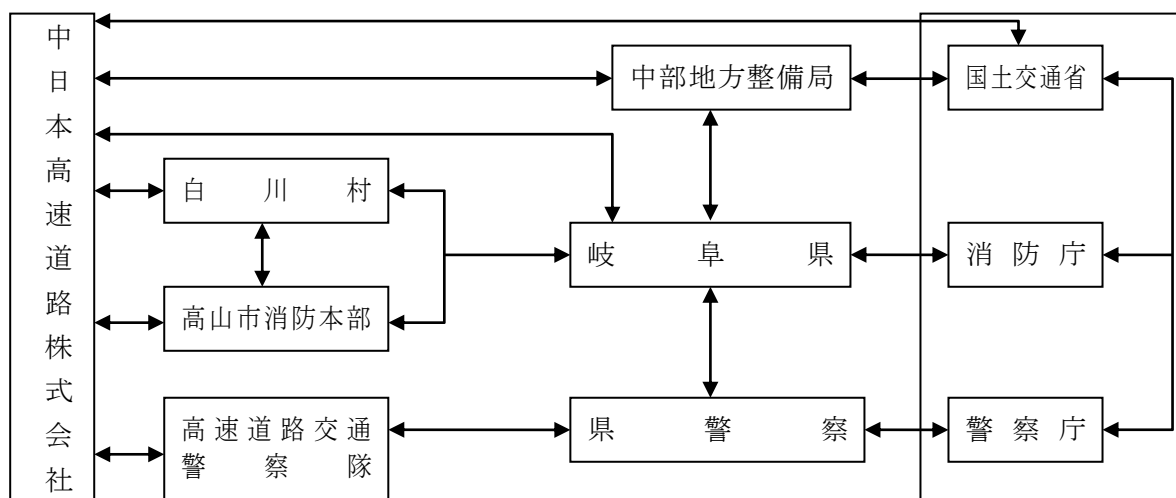 中日本高速道路株式会社
中部地方整備局
国土交通省
白川村
岐阜県
消防庁
高山市消防本部
高速道路交通
警察隊
県警察
警察庁